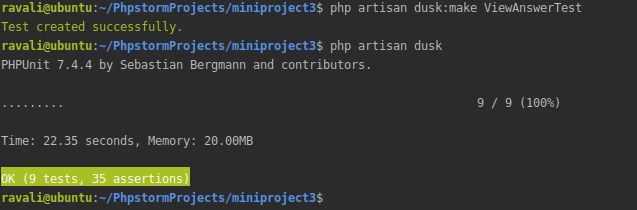 ravali@ubuntu:~/PhpstormProjects/miniproject3$ php artisan dusk:make ViewAnswerTest
Test created successfully.
ravali@ubuntu:~/PhpstormProjects/miniproject3$ php artisan dusk
PHPUnit 7.4.4 by Sebastian Bergmann and contributors.
......... 9 / 9 (100%)
Time: 22.35 seconds, Memory: 20.00MB
OK (9 tests, 35 assertions)
ravali@ubuntu:~/PhpstormProjects/miniproject3$